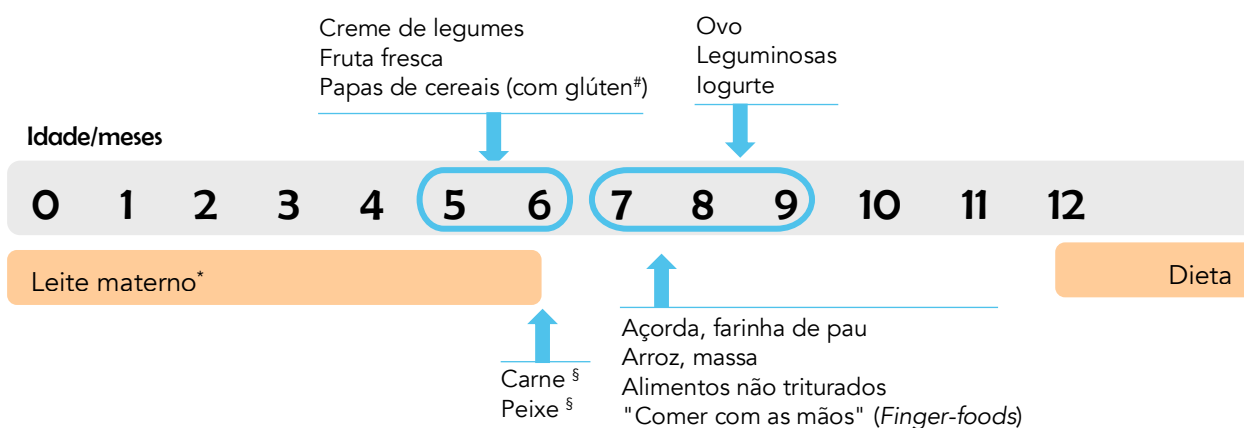 Creme de legumes
Fruta fresca
Papas de cereais (com glúten#)
Ovo
Leguminosas
Iogurte
Idade/meses
0 1 2 3 4 5 6 7 8 9 10 11 12
Leite materno*
Dieta
Carne §
Peixe §
Açorda, farinha de pau
Arroz, massa
Alimentos não triturados
"Comer com as mãos" (Finger-foods)